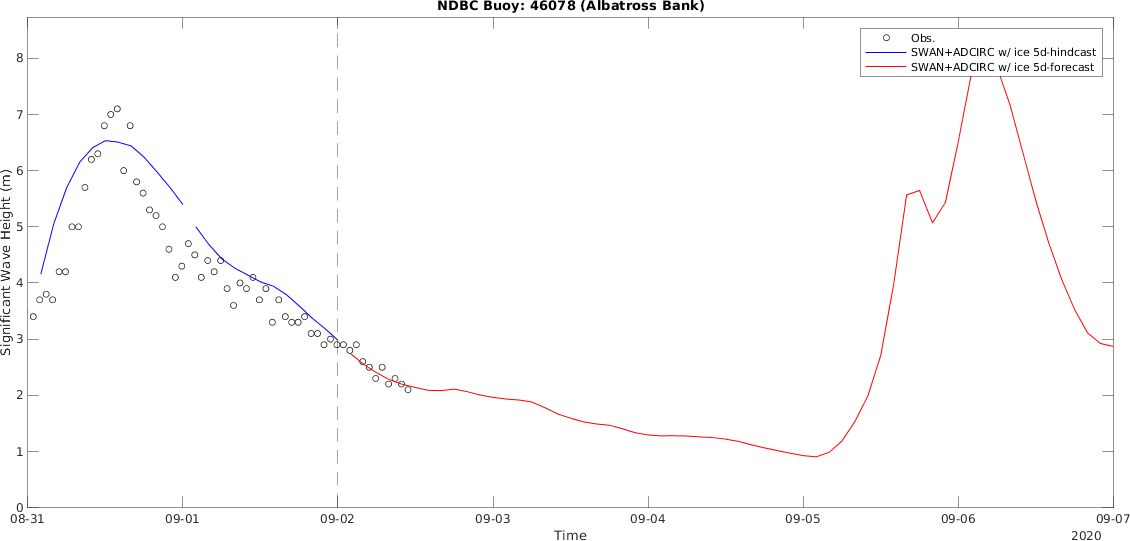 NDBC Buoy: 46078 (Albatross Bank)
Obs.
SWAN+ADCIRC w/ ice 5d-hindcast
SWAN+ADCIRC w/ ice 5d-forecast
Significant Wave Height (m)
8
7
6
5
4
3
2
1
0
08-31 09-01 09-02 09-03 09-04 09-05 09-06 09-07
Time
2020